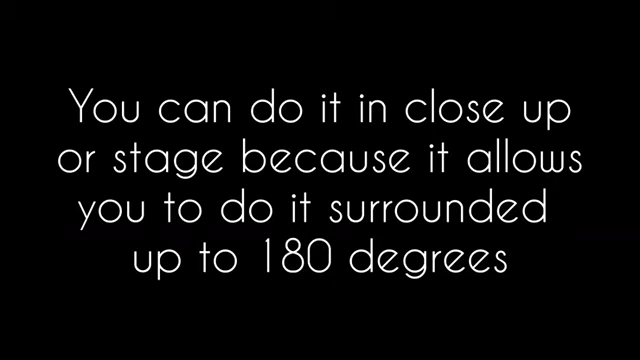 You can do it in close up
or stage because it allows
you to do it surrounded
up to 180 degrees